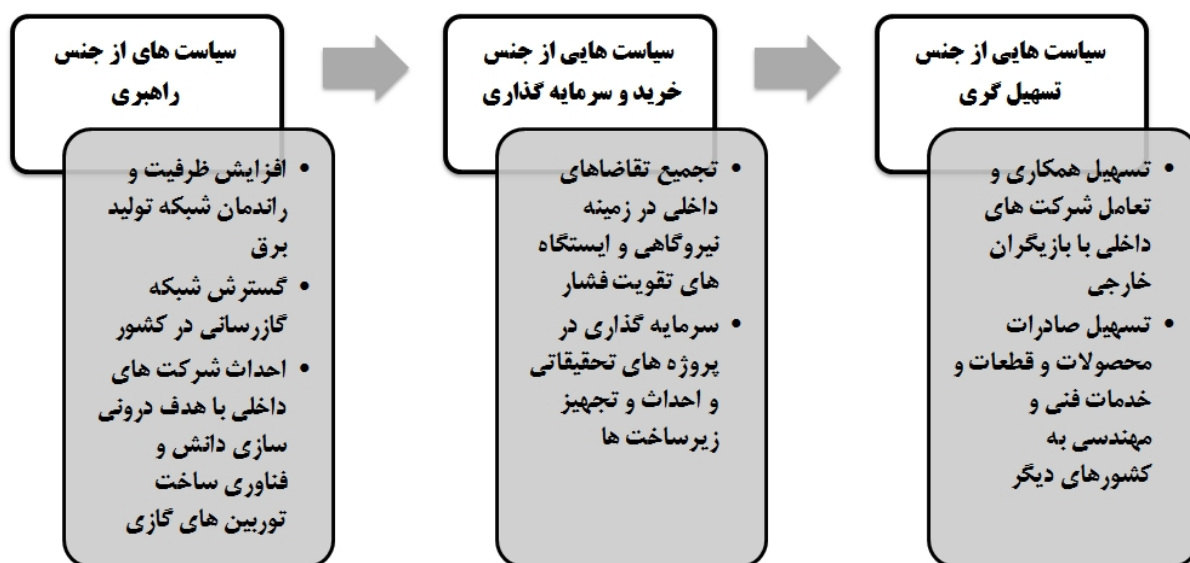 سیاست های از جنس
راهبری
• افزایش ظرفیت و
راندمان شبکه تولید
برق
• گسترش شبکه
گازرسانی در کشور
• احداث شرکت های
داخلی با هدف درونی
سازی دانش و
فناوری ساخت
توربین های گازی
سیاست هایی از جنس
خرید و سرمایه گذاری
• تجمیع تقاضاهای
داخلی در زمینه
نیروگاهی و ایستگاه
های تقویت فشار
• سرمایه گذاری در
پروژه های تحقیقاتی
و احداث و تجهیز
زیرساخت ها
سیاست هایی از جنس
تسهیل گری
• تسهیل همکاری و
تعامل شرکت های
داخلی با بازیگران
خارجی
• تسهیل صادرات
محصولات و قطعات و
خدمات فنی و
مهندسی به
کشورهای دیگر